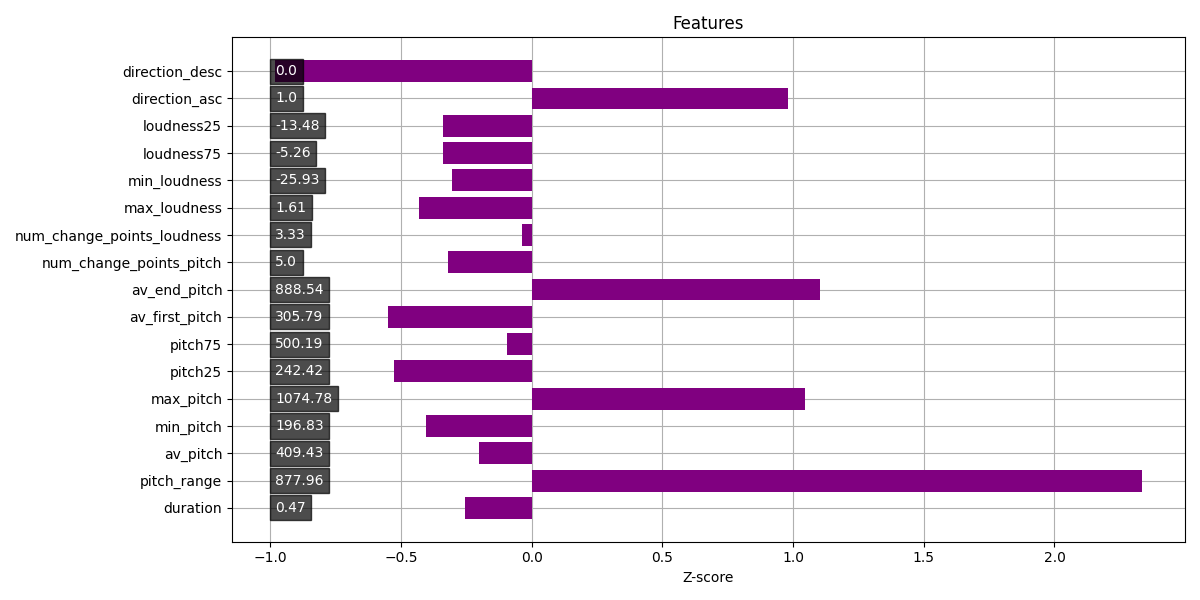 Features
direction_desc 0.0
direction_asc 1.0
loudness25 -13.48
loudness75 -5.26
min_loudness -25.93
max_loudness 1.61
num_change_points_loudness 3.33
num_change_points_pitch 5.0
av_end_pitch 888.54
av_first_pitch 305.79
pitch75 500.19
pitch25 242.42
max_pitch 1074.78
min_pitch 196.83
av_pitch 409.43
pitch_range 877.96
duration 0.47
−1.0 −0.5 0.0 0.5 1.0 1.5 2.0
Z-score